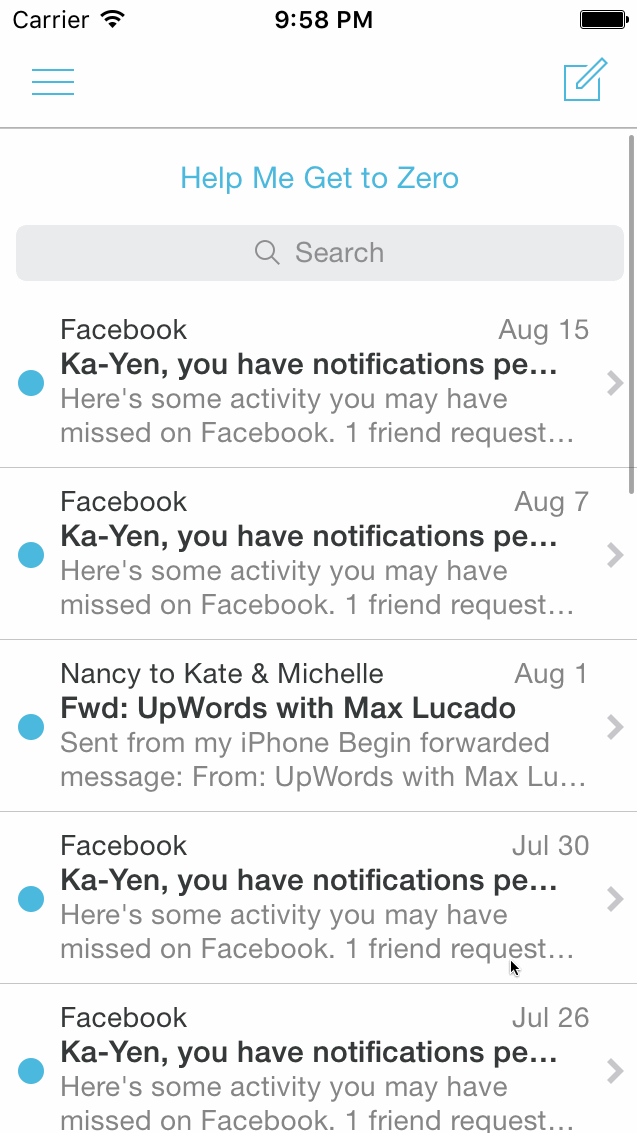 Carrier 9:58 PM
Help Me Get to Zero
Search
Facebook Aug 15
Ka-Yen, you have notifications pe...
Here's some activity you may have
missed on Facebook. 1 friend request...
Facebook Aug 7
Ka-Yen, you have notifications pe...
Here's some activity you may have
missed on Facebook. 1 friend request...
Nancy to Kate & Michelle Aug 1
Fwd: UpWords with Max Lucado
Sent from my iPhone Begin forwarded
message: From: UpWords with Max Lu...
Facebook Jul 30
Ka-Yen, you have notifications pe...
Here's some activity you may have
missed on Facebook. 1 friend request...
Facebook Jul 26
Ka-Yen, you have notifications pe...
Here's some activity you may have
missed on Facebook. 1 friend request...